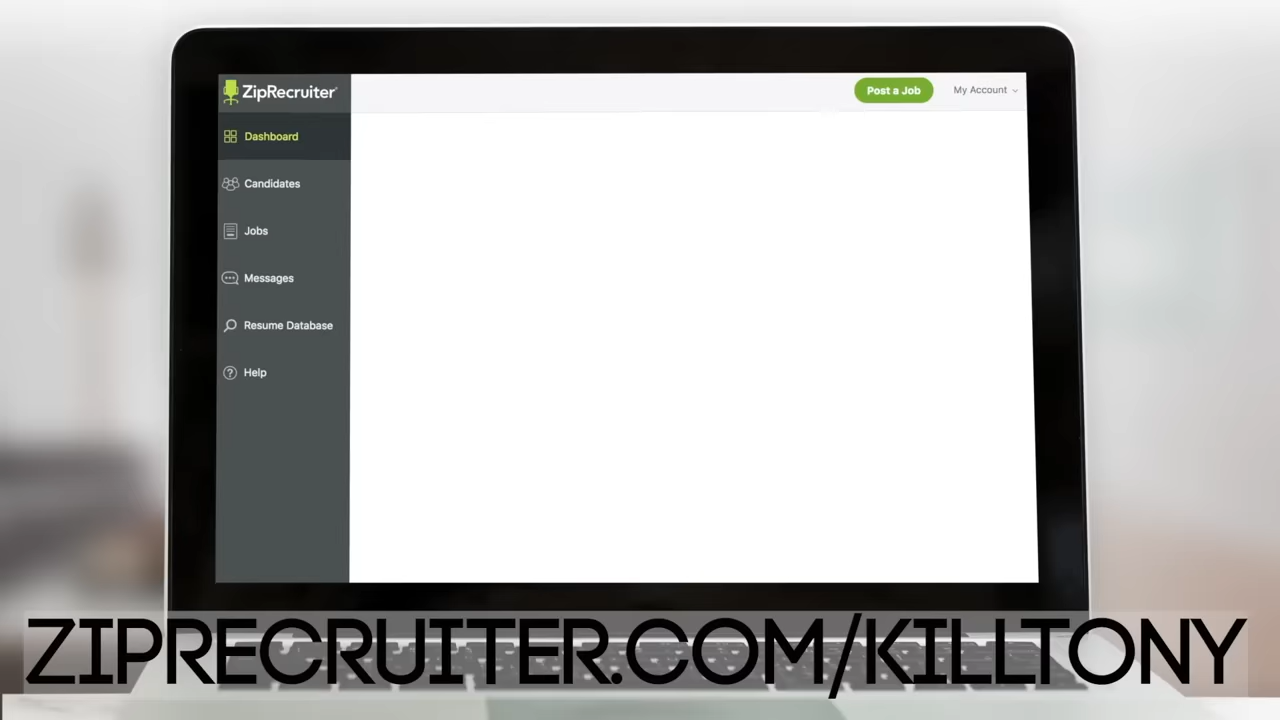 ZipRecruiter
Post a Job
My Account
Dashboard
Candidates
Jobs
Messages
Resume Database
Help
ZIPRECRUITER.COM/KILLTONY